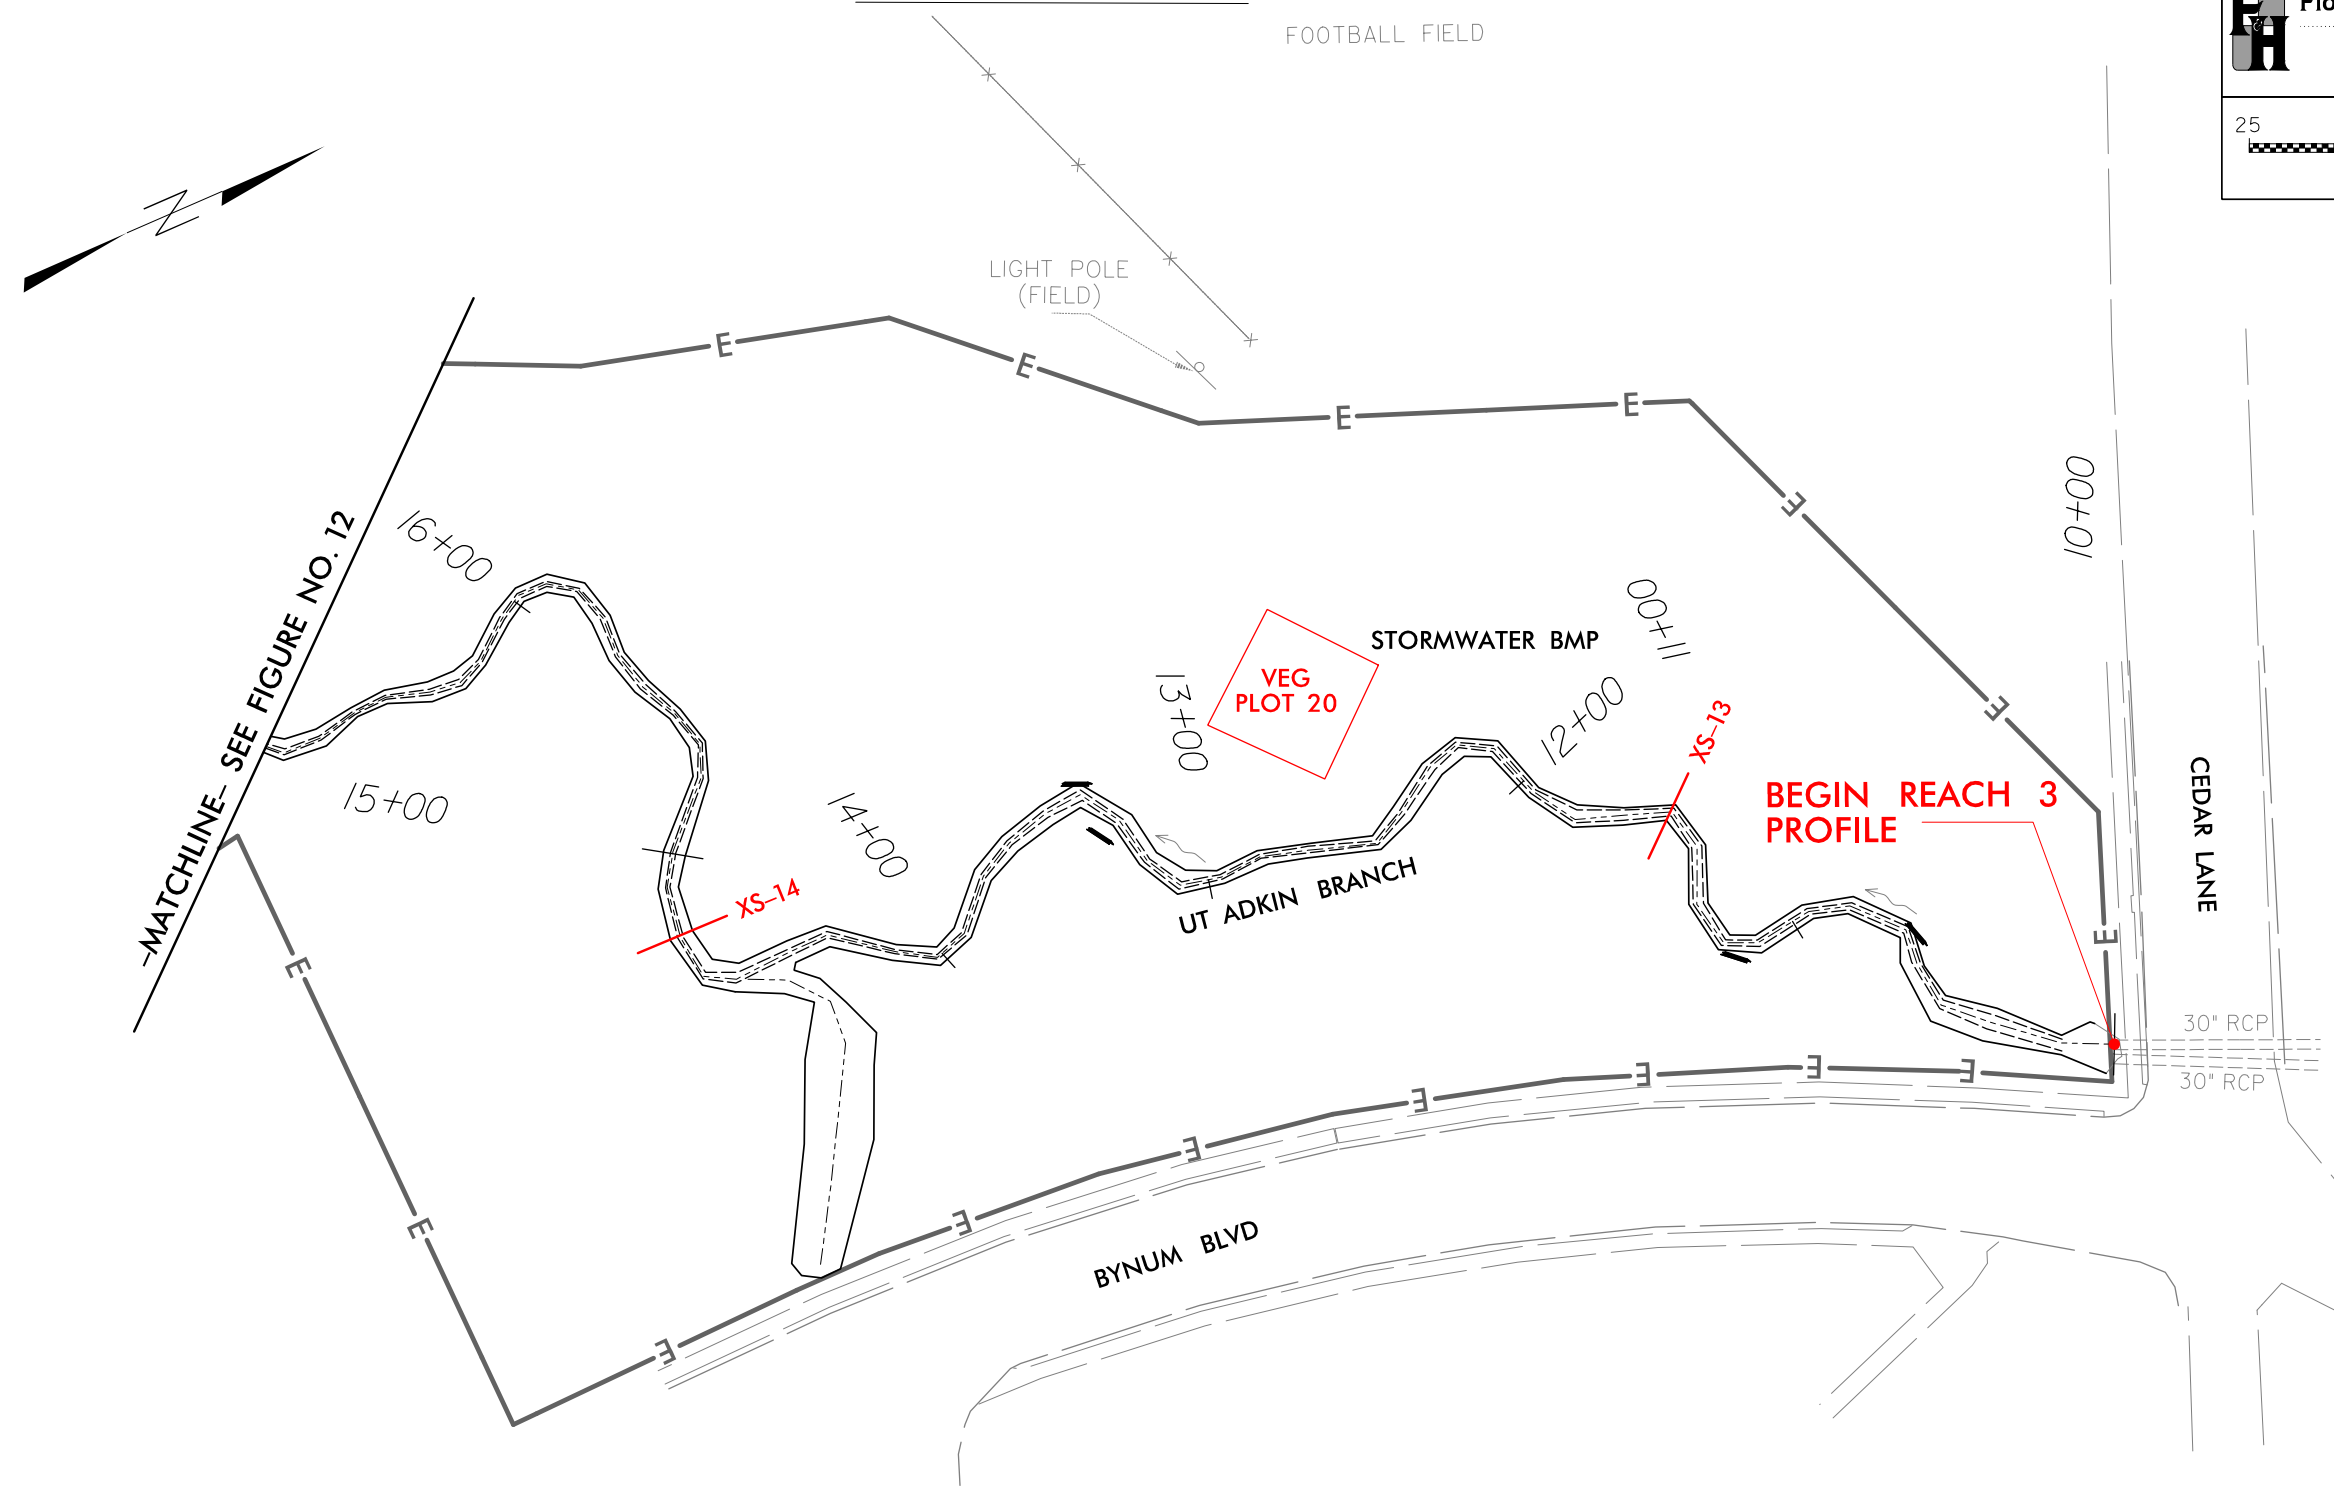 FOOTBALL FIELD
25
LIGHT POLE
(FIELD)
N
E
E
E
E
E
E
E
10+00
11+00
12+00
13+00
14+00
15+00
16+00
-MATCHLINE- SEE FIGURE NO. 12
STORMWATER BMP
VEG
PLOT 20
XS-13
XS-14
BEGIN REACH 3
PROFILE
CEDAR LANE
UT ADKIN BRANCH
30" RCP
30" RCP
E
E
E
E
E
E
E
E
E
E
BYNUM BLVD